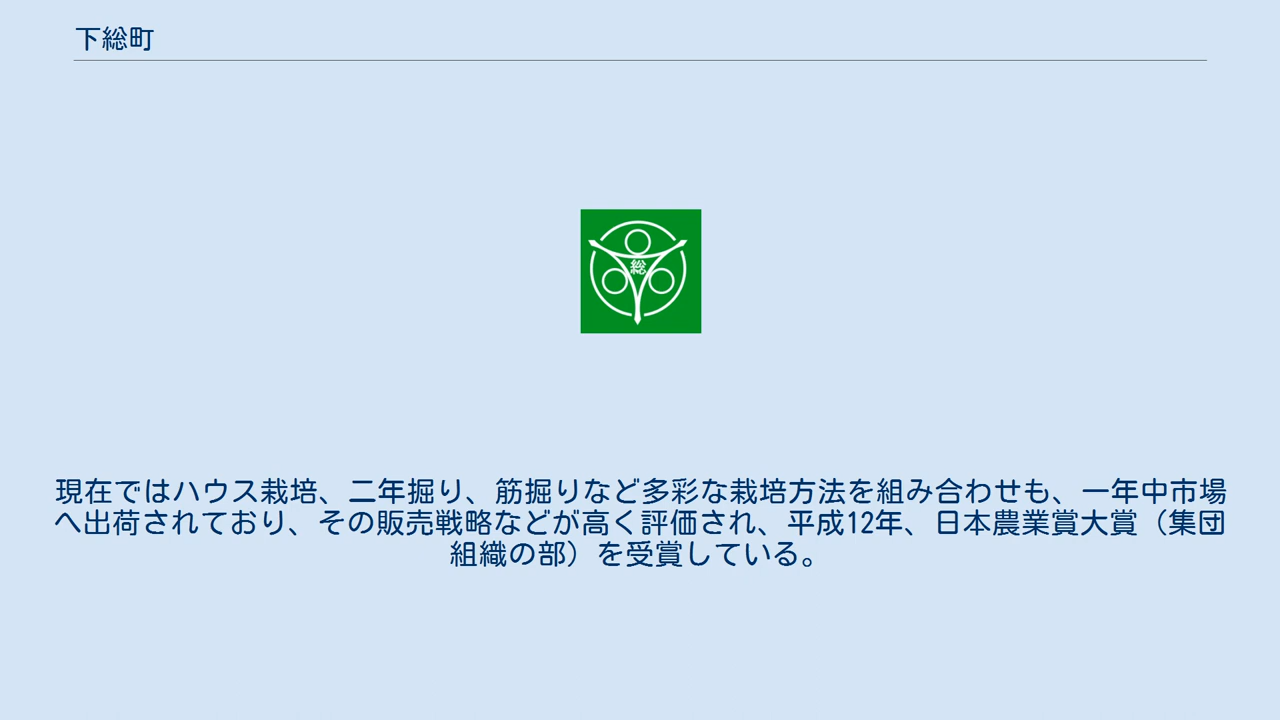 下総町
総
現在ではハウス栽培、二年掘り、筋掘りなど多彩な栽培方法を組み合わせも、一年中市場
へ出荷されており、その販売戦略などが高く評価され、平成12年、日本農業賞大賞（集団
組織の部）を受賞している。